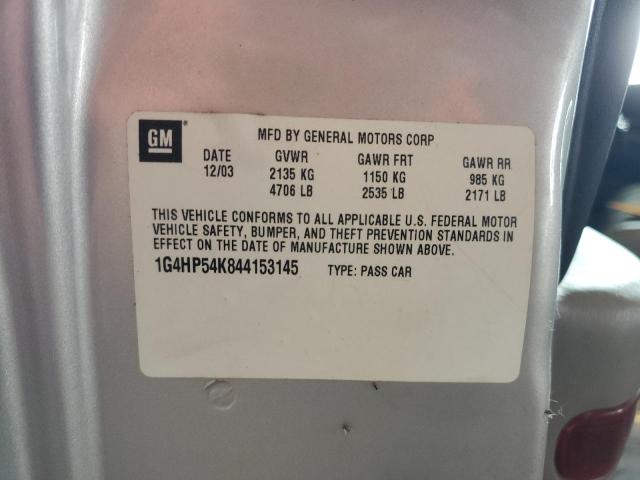 GM®
MFD BY GENERAL MOTORS CORP
DATE GVWR GAWR FRT GAWR RR
12/03 2135 KG 1150 KG 985 KG
4706 LB 2535 LB 2171 LB
THIS VEHICLE CONFORMS TO ALL APPLICABLE U.S. FEDERAL MOTOR
VEHICLE SAFETY, BUMPER, AND THEFT PREVENTION STANDARDS IN
EFFECT ON THE DATE OF MANUFACTURE SHOWN ABOVE.
1G4HP54K844153145 TYPE: PASS CAR